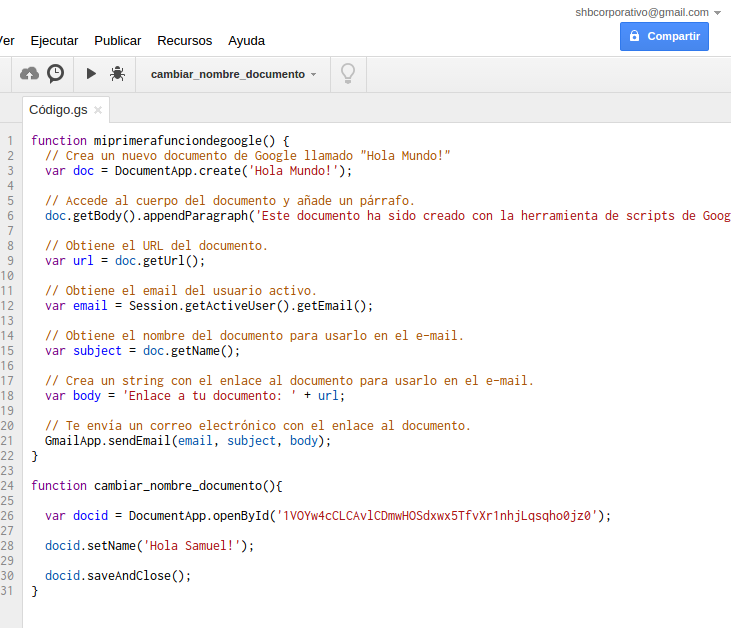 shbcorporativo@gmail.com
Ver Ejecutar Publicar Recursos Ayuda
Compartir
cambiar_nombre_documento
Código.gs ×
1 function miprimerafunciondegoogle() {
2 // Crea un nuevo documento de Google llamado "Hola Mundo!"
3 var doc = DocumentApp.create('Hola Mundo!');
4
5 // Accede al cuerpo del documento y añade un párrafo.
6 doc.getBody().appendParagraph('Este documento ha sido creado con la herramienta de scripts de Goog
7
8 // Obtiene el URL del documento.
9 var url = doc.getUrl();
10
11 // Obtiene el email del usuario activo.
12 var email = Session.getActiveUser().getEmail();
13
14 // Obtiene el nombre del documento para usarlo en el e-mail.
15 var subject = doc.getName();
16
17 // Crea un string con el enlace al documento para usarlo en el e-mail.
18 var body = 'Enlace a tu documento: ' + url;
19
20 // Te envía un correo electrónico con el enlace al documento.
21 GmailApp.sendEmail(email, subject, body);
22 }
23
24 function cambiar_nombre_documento(){
25
26 var docid = DocumentApp.openById('1VOYw4cCLCAvlCDmwHOSdxwx5TfvXr1nhjLqsqho0jz0');
27
28 docid.setName('Hola Samuel!');
29
30 docid.saveAndClose();
31 }